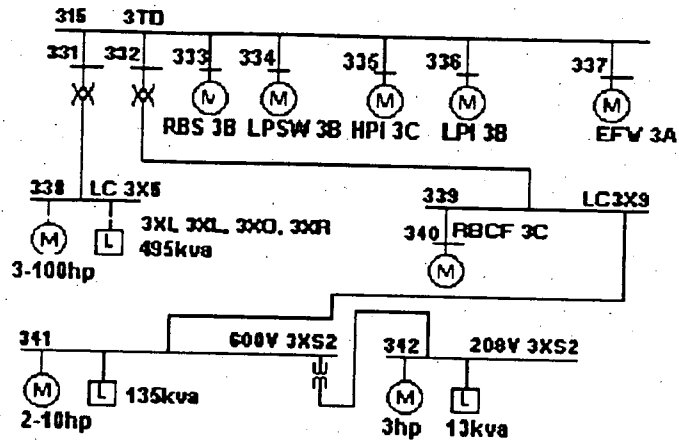 315 3TD
331 332 333 334 335 336 337
M M M M M
RBS 3B LPSW 3B HPI 3C LPI 3B EFW 3A
338 LC 3X6
339 LC3X9
M L 3XL 3XL. 3XO. 3XR
495kva
3-100hp
340 RBCF 3C
M
341 600V 3XS2
342 208V 3XS2
M L 135kva
2-10hp
M L
3hp 13kva